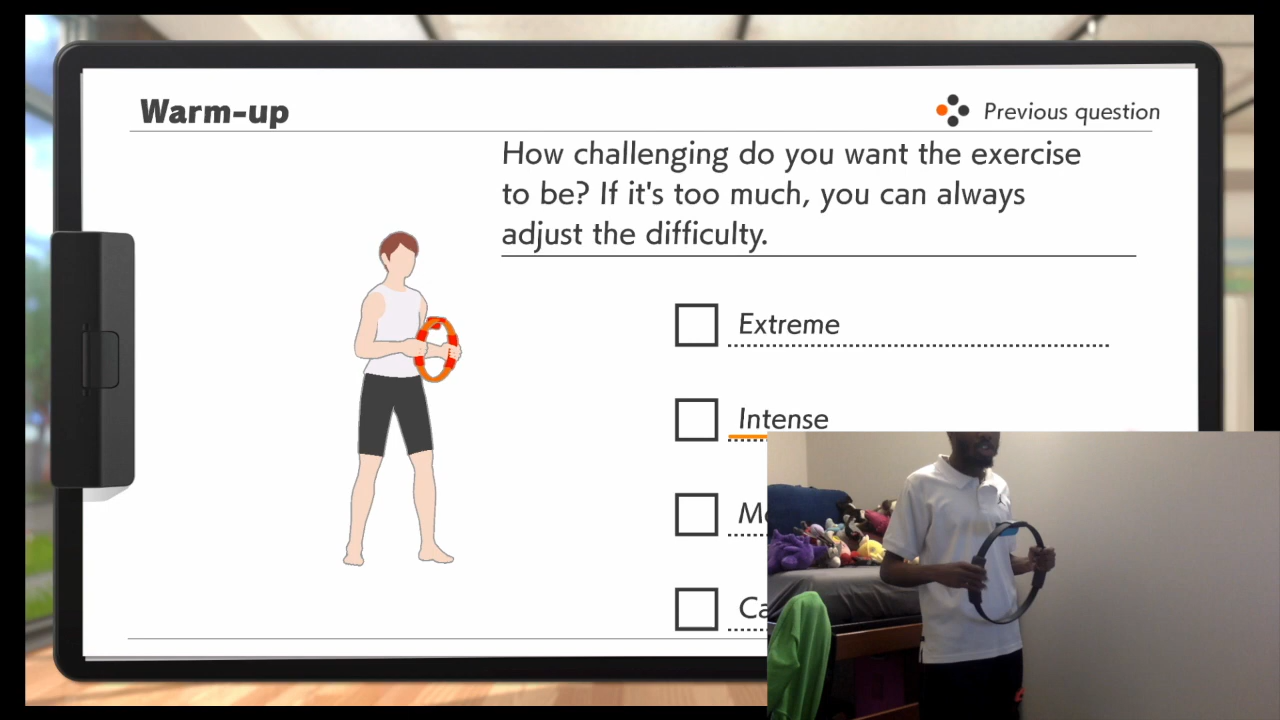 Warm-up
Previous question
How challenging do you want the exercise
to be? If it's too much, you can always
adjust the difficulty.
Extreme
Intense